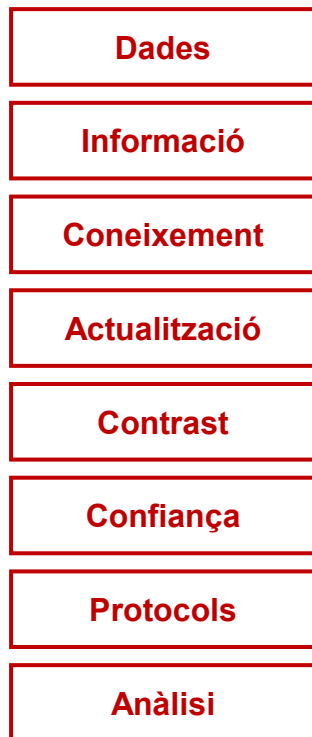 Dades
Informació
Coneixement
Actualització
Contrast
Confiança
Protocols
Anàlisi